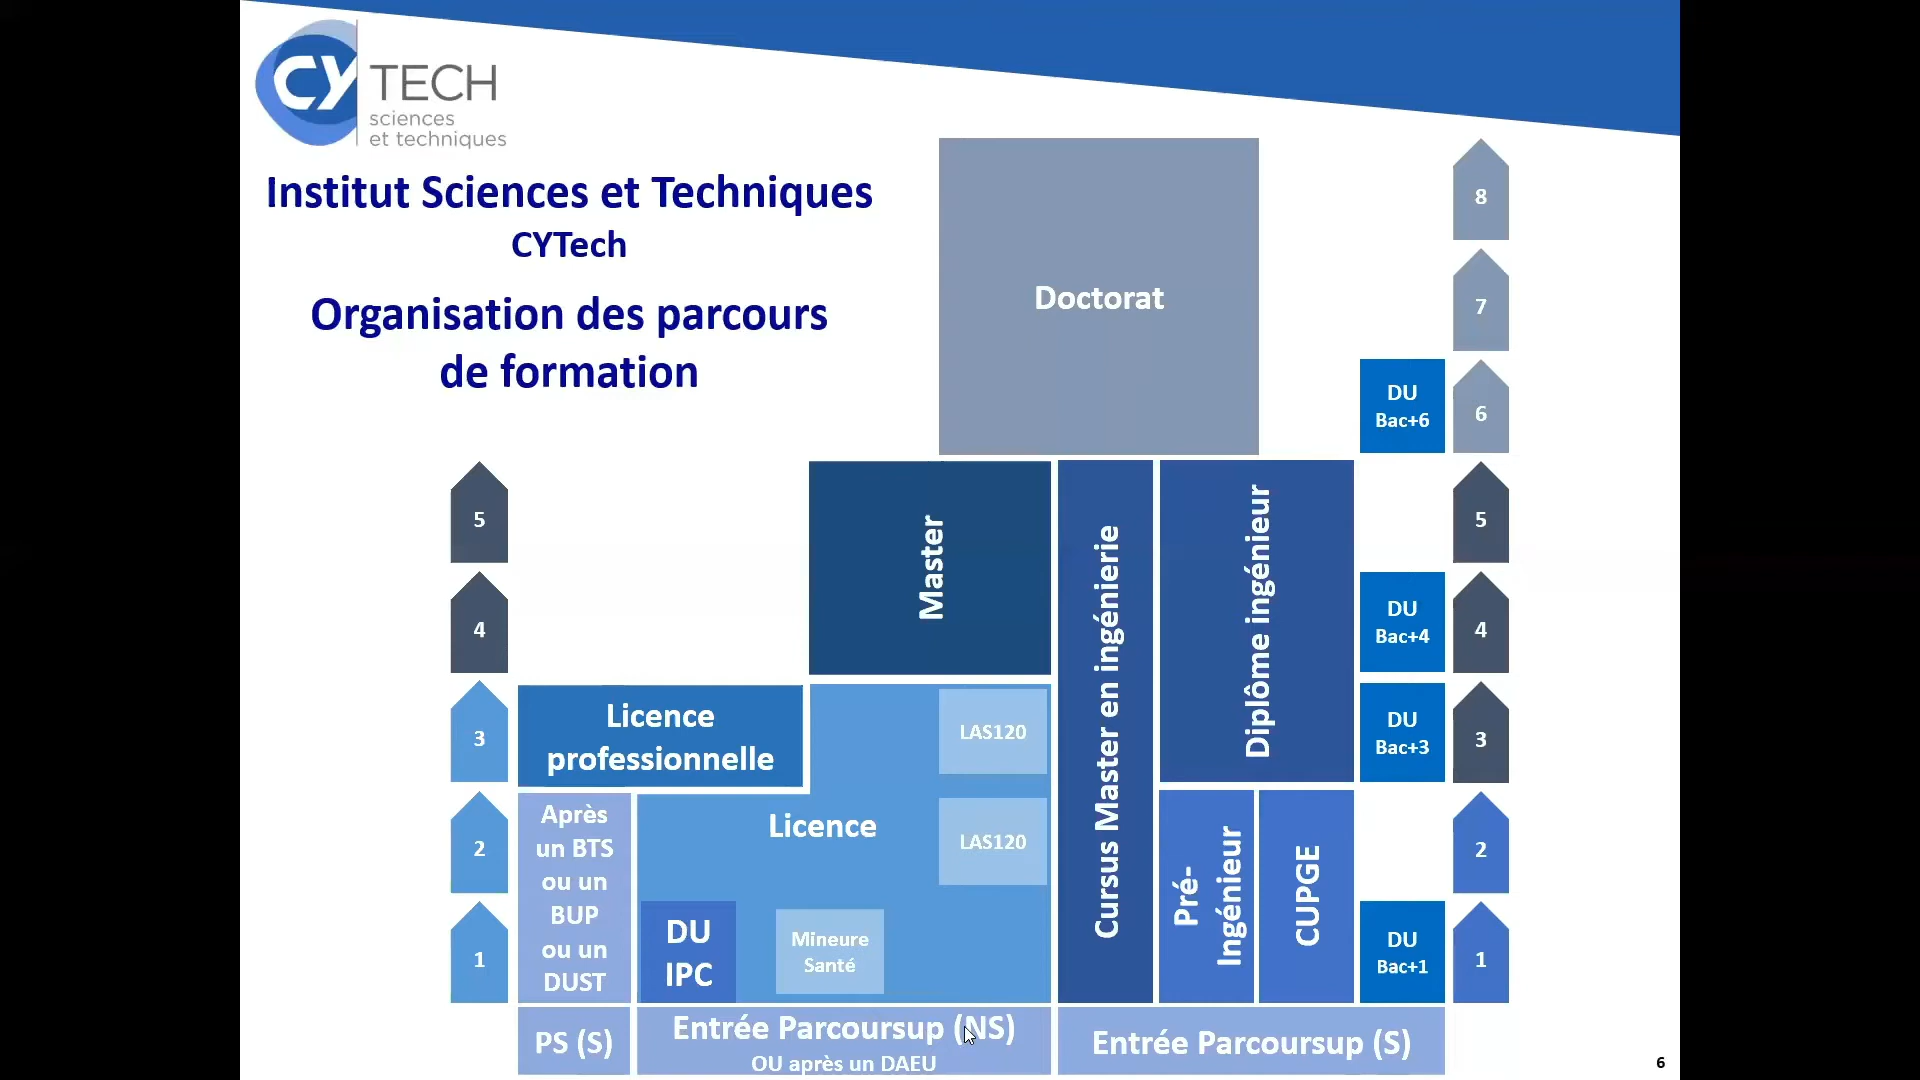 CY TECH
sciences
et techniques
Institut Sciences et Techniques
CYTech
Organisation des parcours
de formation
Doctorat
8
7
6
DU
Bac+6
5
4
3
2
1
Master
Cursus Master en ingénierie
Diplôme ingénieur
5
4
3
2
1
DU
Bac+4
DU
Bac+3
Licence
professionnelle
LAS120
Licence
LAS120
Après
un BTS
ou un
BUP
ou un
DUST
DU
IPC
Mineure
Santé
Pré-
Ingénieur
CUPGE
DU
Bac+1
PS (S)
Entrée Parcoursup (NS)
OU après un DAEU
Entrée Parcoursup (S)
6